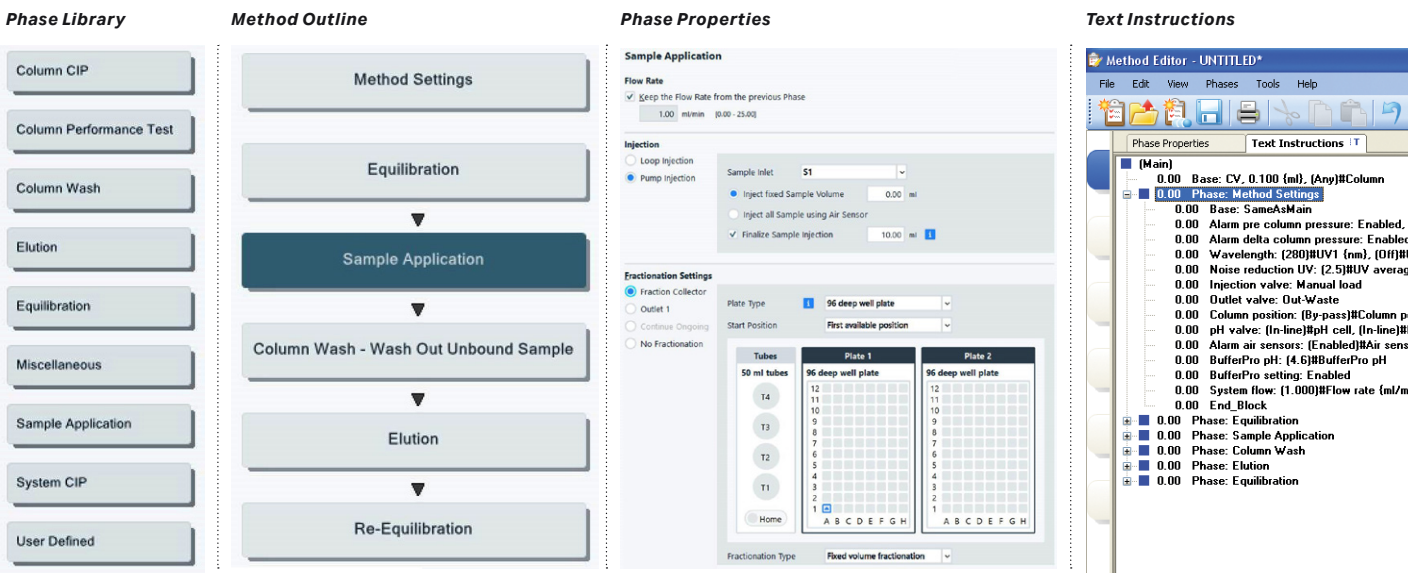 Phase Library
Method Outline
Phase Properties
Text Instructions
Column CIP
Column Performance Test
Column Wash
Elution
Equilibration
Miscellaneous
Sample Application
System CIP
User Defined
Method Settings
Equilibration
Sample Application
Column Wash - Wash Out Unbound Sample
Elution
Re-Equilibration
Sample Application
Flow Rate
Keep the Flow Rate from the previous Phase
1.00 ml/min [0.00 - 25.00]
Injection
Loop Injection
Pump Injection
Sample Inlet S1
Inject fixed Sample Volume 0.00 ml
Inject all Sample using Air Sensor
Finalize Sample Injection 10.00 ml i
Fractionation Settings
Fraction Collector
Outlet 1
Continue Ongoing
No Fractionation
Plate Type i 96 deep well plate
Start Position First available position
Tubes
50 ml tubes
T4
T3
T2
T1
Home
Plate 1
96 deep well plate
12
11
10
9
8
7
6
5
4
3
2
1
A B C D E F G H
Plate 2
96 deep well plate
12
11
10
9
8
7
6
5
4
3
2
1
A B C D E F G H
Fractionation Type Fixed volume fractionation
Method Editor - UNTITLED*
File Edit View Phases Tools Help
Phase Properties Text Instructions T
(Main)
0.00 Base: CV, 0.100 {ml}, (Any)#Column
0.00 Phase: Method Settings
0.00 Base: SameAsMain
0.00 Alarm pre column pressure: Enabled,
0.00 Alarm delta column pressure: Enabled
0.00 Wavelength: (280)#UV1 {nm}, (Off)#
0.00 Noise reduction UV: (2.5)#UV averag
0.00 Injection valve: Manual load
0.00 Outlet valve: Out-Waste
0.00 Column position: (By-pass)#Column p
0.00 pH valve: (In-line)#pH cell, (In-line)#
0.00 Alarm air sensors: (Enabled)#Air sens
0.00 BufferPro pH: (4.6)#BufferPro pH
0.00 BufferPro setting: Enabled
0.00 System flow: (1.000)#Flow rate {ml/m
0.00 End_Block
0.00 Phase: Equilibration
0.00 Phase: Sample Application
0.00 Phase: Column Wash
0.00 Phase: Elution
0.00 Phase: Equilibration